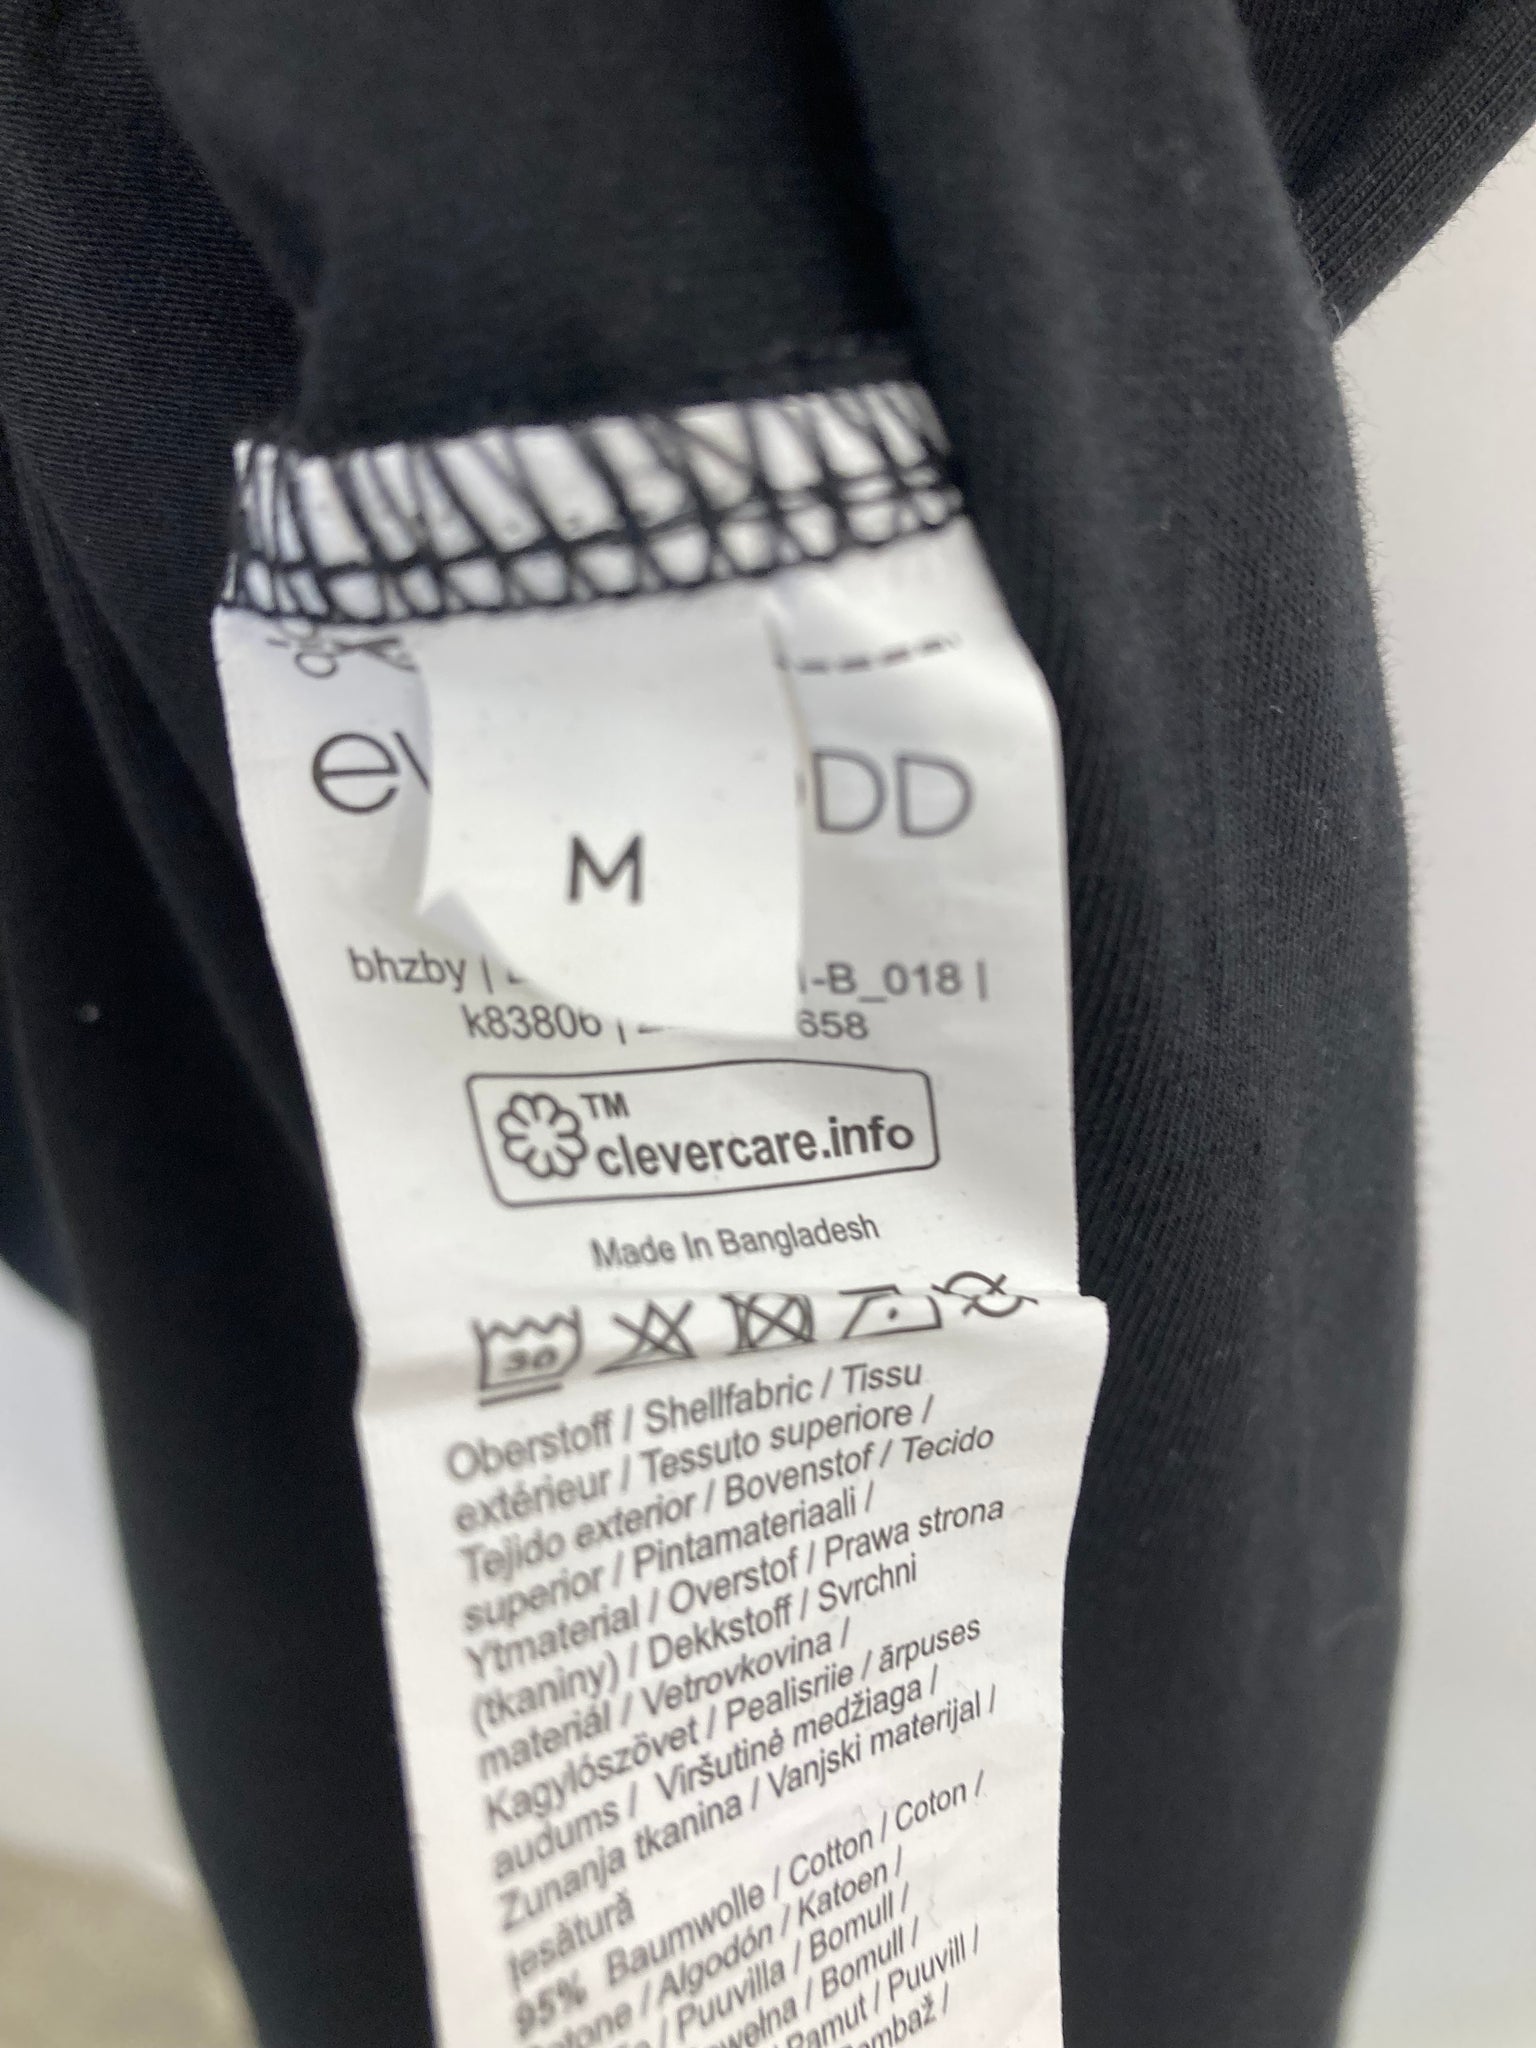 M
DD
bhzby |
-B_018 |
k83806 |
658
TM
clevercare.info
Made In Bangladesh
30
Oberstoff / Shellfabric / Tissu
extérieur / Tessuto superiore /
Tejido exterior / Bovenstof / Tecido
superior / Pintamateriaali /
Ytmaterial / Overstof / Prawa strona
(tkaniny) / Dekkstoff / Svrchni
materiál / Vetrovkovina /
Kagylószövet / Pealisriie / ārpuses
audums / Viršutinė medžiaga /
Zunanja tkanina / Vanjski materijal /
țesătură
95% Baumwolle / Cotton / Coton /
/ Algodón / Katoen /
/ Puuvilla / Bomull /
/ Bomull /
/ Puuvill /